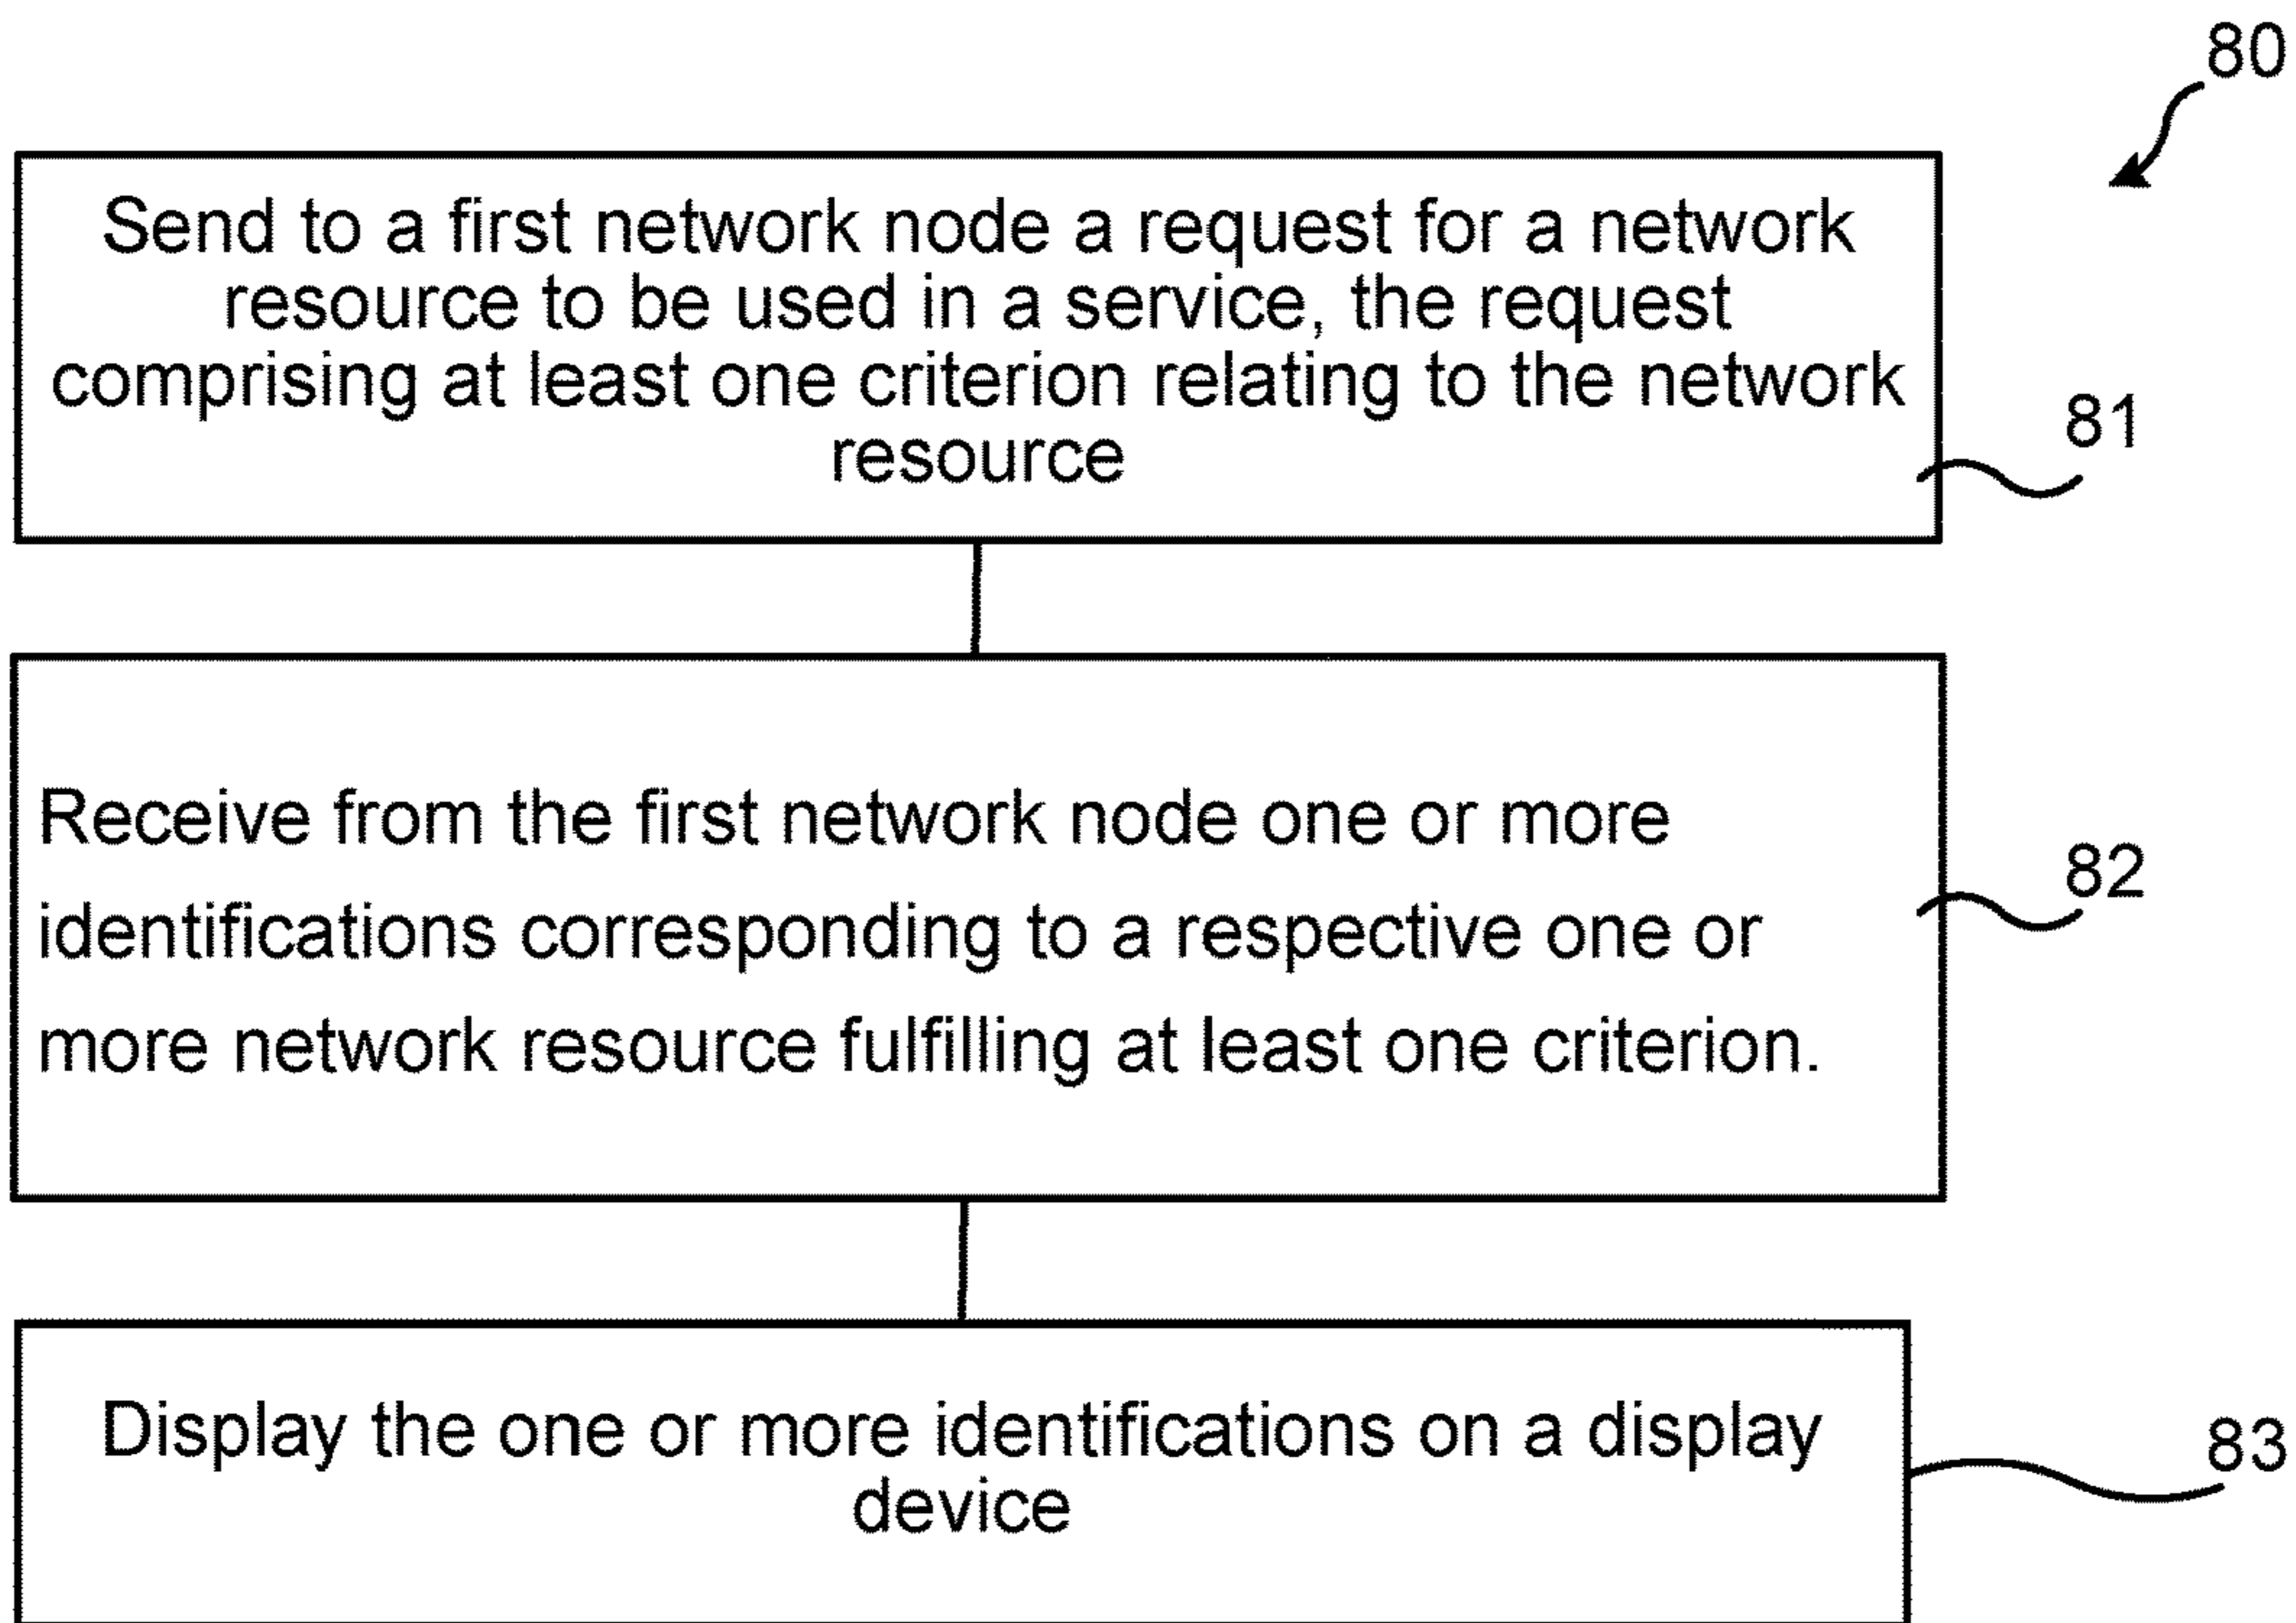 80
Send to a first network node a request for a network
resource to be used in a service, the request
comprising at least one criterion relating to the network
resource
81
Receive from the first network node one or more
identifications corresponding to a respective one or
more network resource fulfilling at least one criterion.
82
Display the one or more identifications on a display
device
83